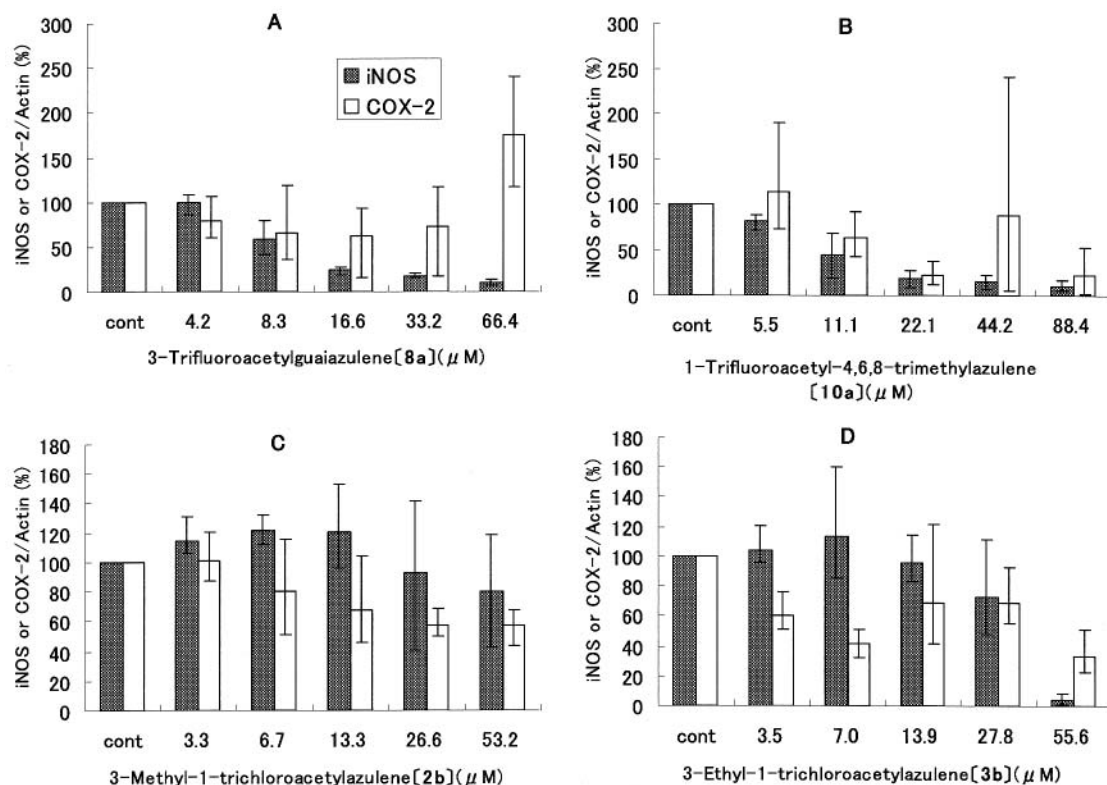 A
iNOS or COX-2/Actin (%)
300
250
200
150
100
50
0
iNOS
COX-2
cont 4.2 8.3 16.6 33.2 66.4
3-Trifluoroacetylguaiazulene[8a](μM)
B
iNOS or COX-2/Actin (%)
300
250
200
150
100
50
0
cont 5.5 11.1 22.1 44.2 88.4
1-Trifluoroacetyl-4,6,8-trimethylazulene
[10a](μM)
C
iNOS or COX-2/Actin (%)
180
160
140
120
100
80
60
40
20
0
cont 3.3 6.7 13.3 26.6 53.2
3-Methyl-1-trichloroacetylazulene[2b](μM)
D
iNOS or COX-2/Actin (%)
180
160
140
120
100
80
60
40
20
0
cont 3.5 7.0 13.9 27.8 55.6
3-Ethyl-1-trichloroacetylazulene[3b](μM)